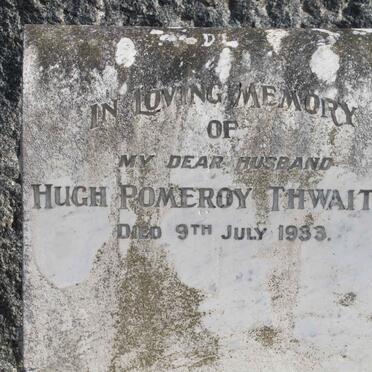 IN LOVING MEMORY
OF
MY DEAR HUSBAND
HUGH POMEROY THWAIT
DIED 9TH JULY 1933.